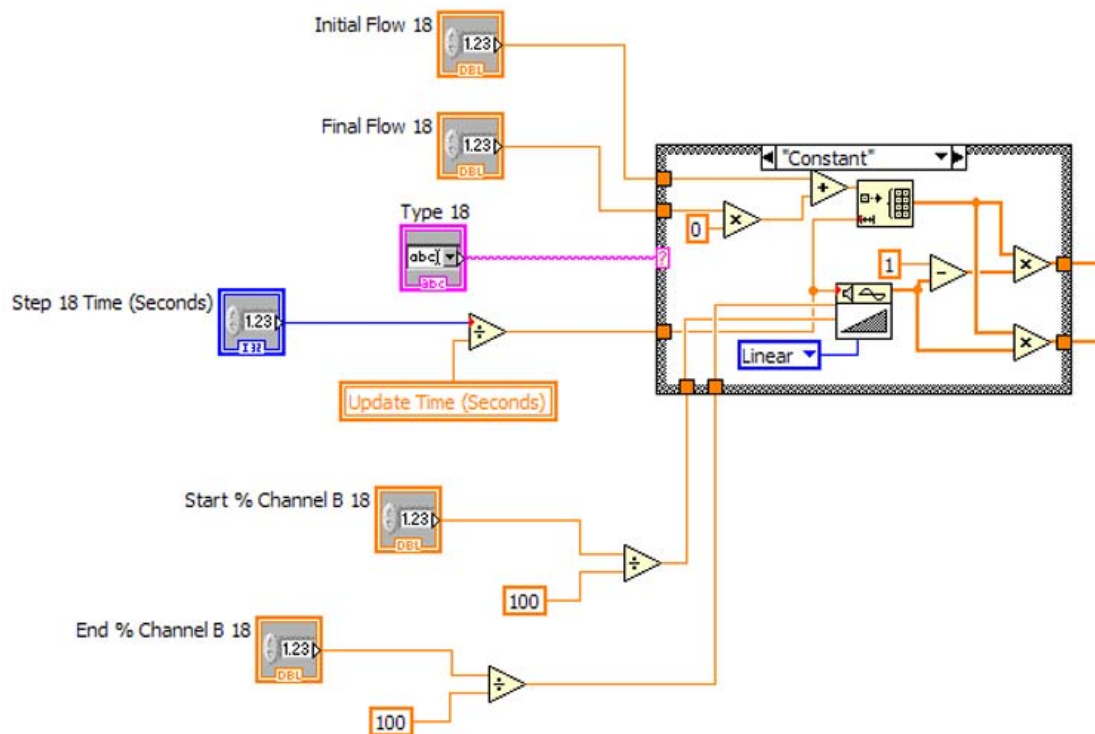 Initial Flow 18
1.23
DBL
Final Flow 18
1.23
DBL
"Constant"
Type 18
abc
abc
0
1
Step 18 Time (Seconds)
1.23
I32
Linear
Update Time (Seconds)
Start % Channel B 18
1.23
DBL
100
End % Channel B 18
1.23
DBL
100